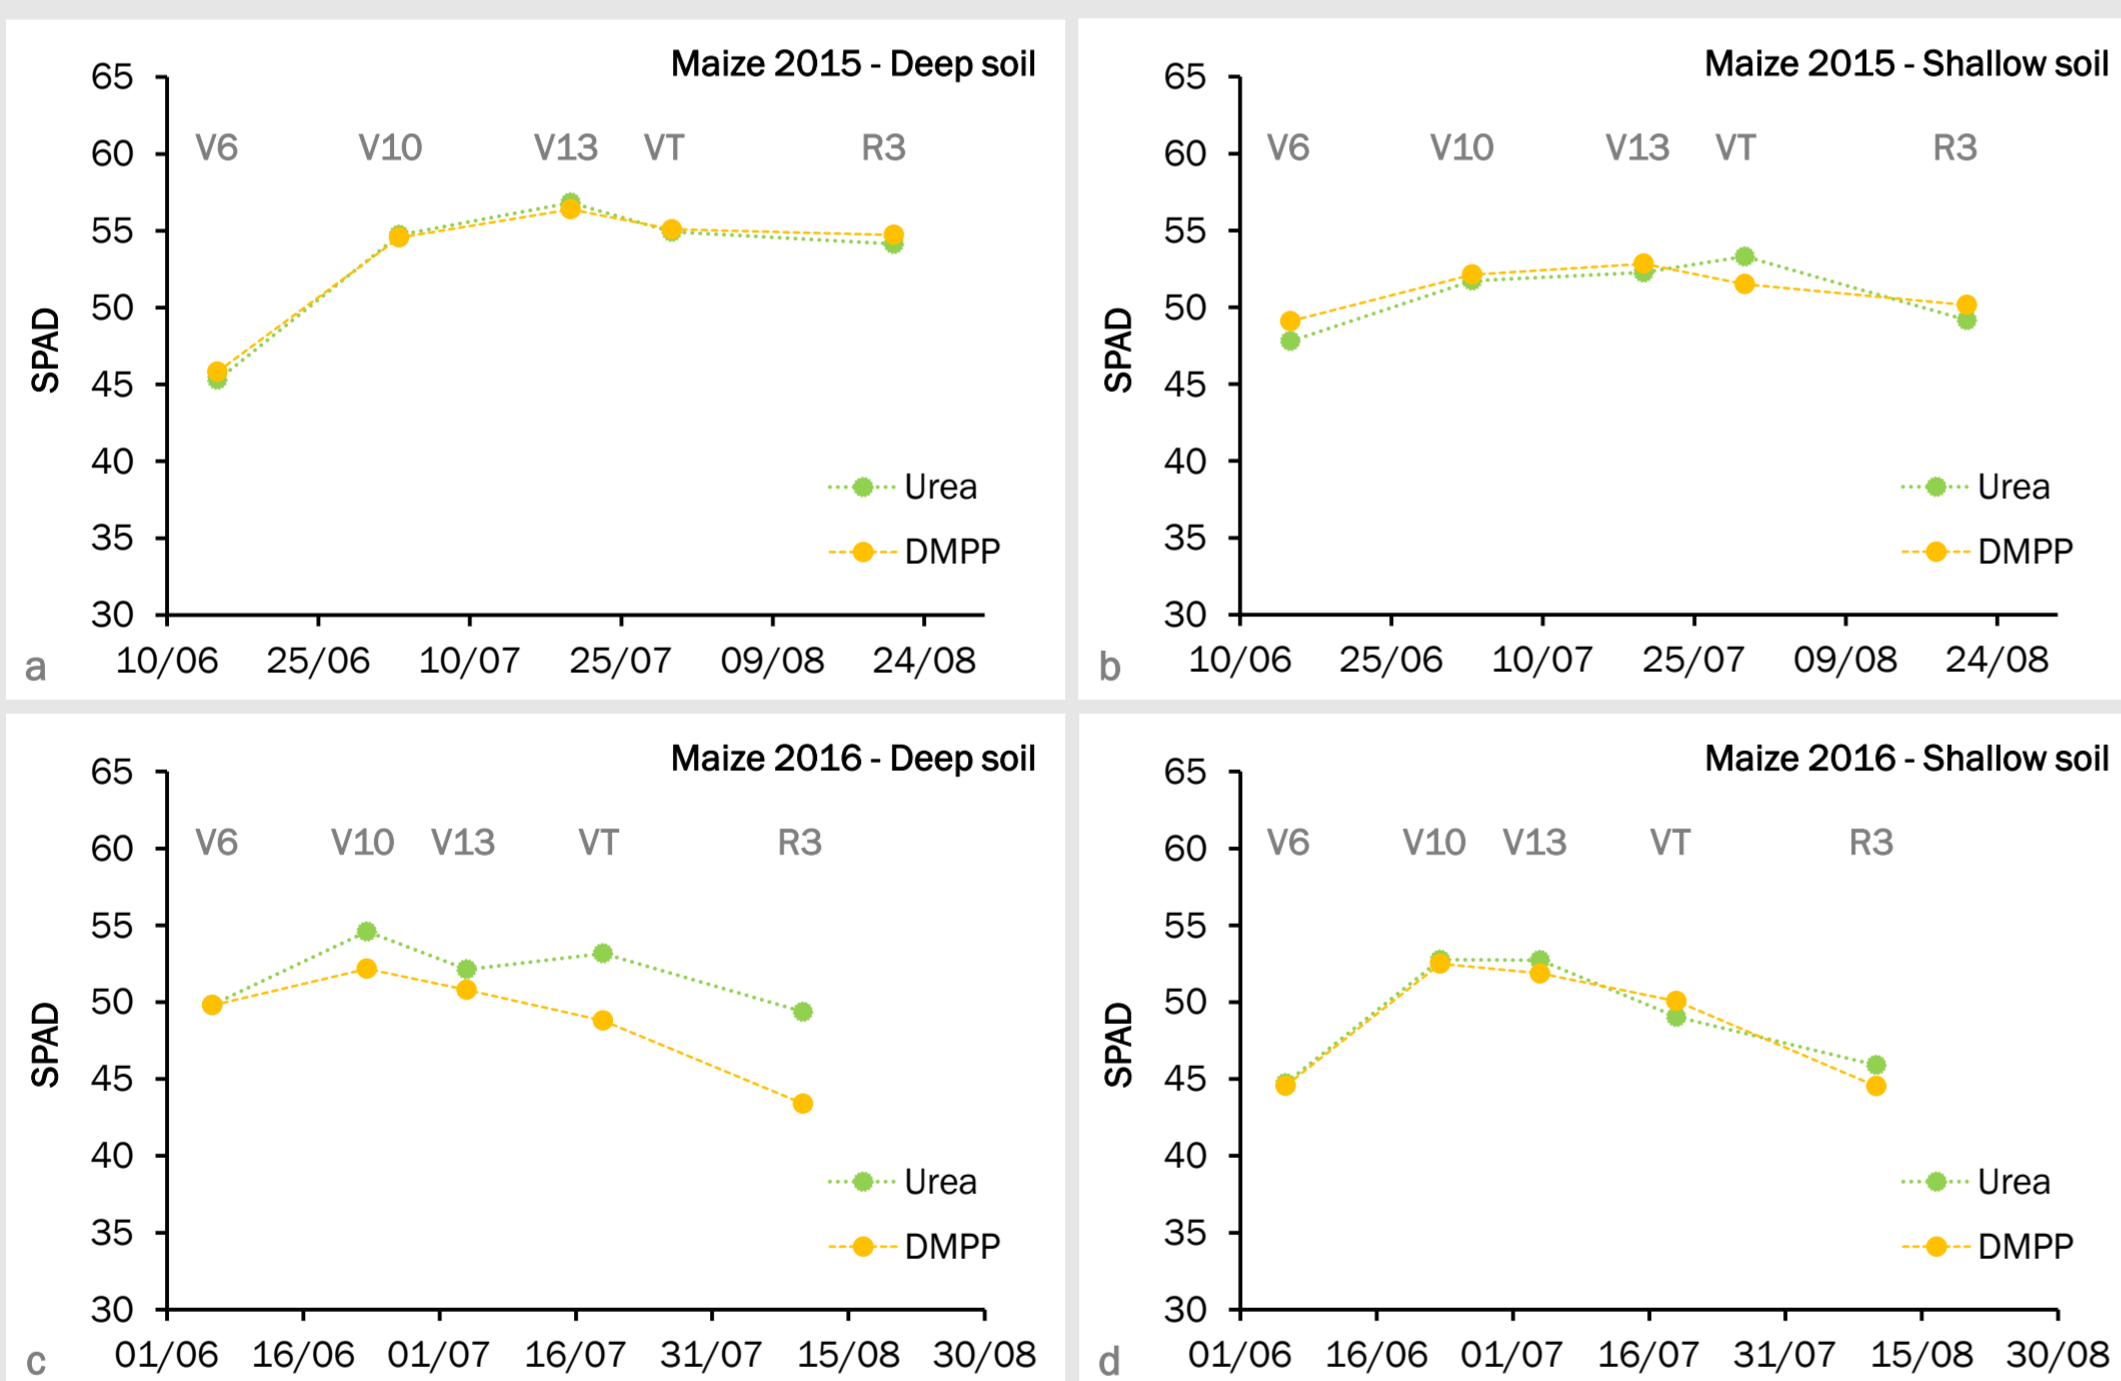 Maize 2015 - Deep soil
65
60
55
50
45
40
35
30
SPAD
V6 V10 V13 VT R3
Urea
DMPP
10/06 25/06 10/07 25/07 09/08 24/08
a
Maize 2015 - Shallow soil
65
60
55
50
45
40
35
30
SPAD
V6 V10 V13 VT R3
Urea
DMPP
10/06 25/06 10/07 25/07 09/08 24/08
b
Maize 2016 - Deep soil
65
60
55
50
45
40
35
30
SPAD
V6 V10 V13 VT R3
Urea
DMPP
01/06 16/06 01/07 16/07 31/07 15/08 30/08
c
Maize 2016 - Shallow soil
65
60
55
50
45
40
35
30
SPAD
V6 V10 V13 VT R3
Urea
DMPP
01/06 16/06 01/07 16/07 31/07 15/08 30/08
d